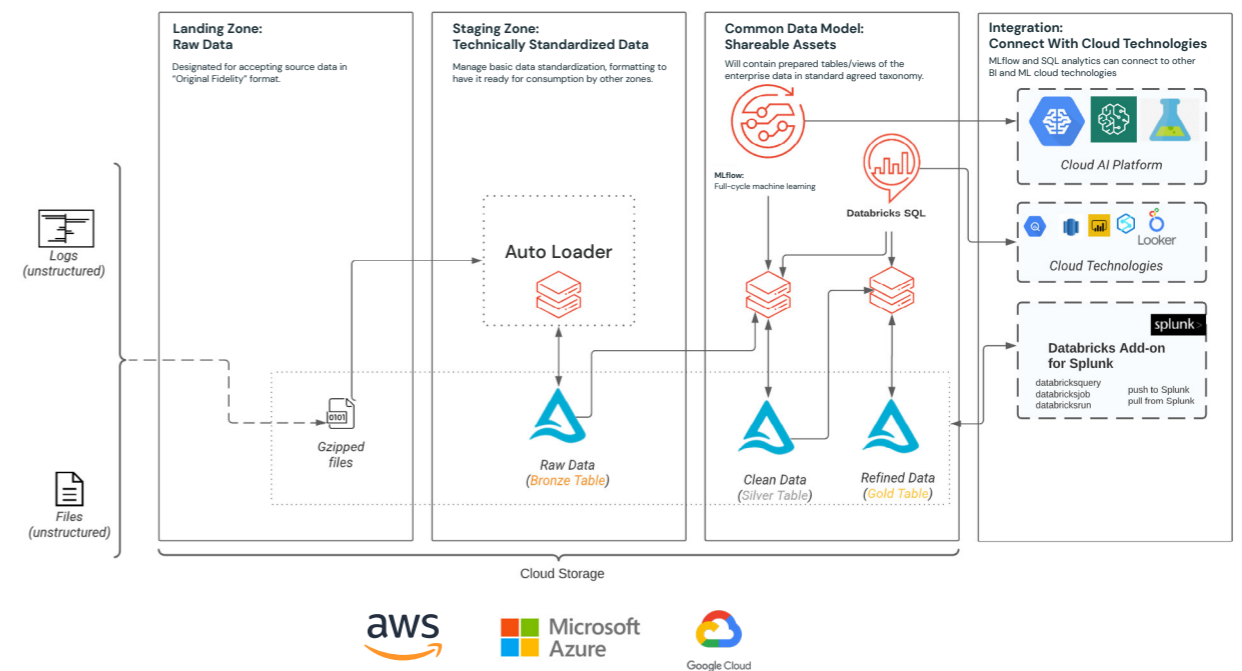 Landing Zone:
Raw Data
Designated for accepting source data in
“Original Fidelity” format.
Staging Zone:
Technically Standardized Data
Manage basic data standardization, formatting to
have it ready for consumption by other zones.
Common Data Model:
Shareable Assets
Will contain prepared tables/views of the
enterprise data in standard agreed taxonomy.
Integration:
Connect With Cloud Technologies
MLflow and SQL analytics can connect to other
BI and ML cloud technologies
Cloud AI Platform
MLflow:
Full-cycle machine learning
Databricks SQL
Looker
Cloud Technologies
Logs
(unstructured)
Auto Loader
splunk>
Databricks Add-on
for Splunk
databricksquery
databricksjob
databricksrun
push to Splunk
pull from Splunk
0101
Gzipped
files
Raw Data
(Bronze Table)
Clean Data
(Silver Table)
Refined Data
(Gold Table)
Files
(unstructured)
Cloud Storage
aws
Microsoft
Azure
Google Cloud